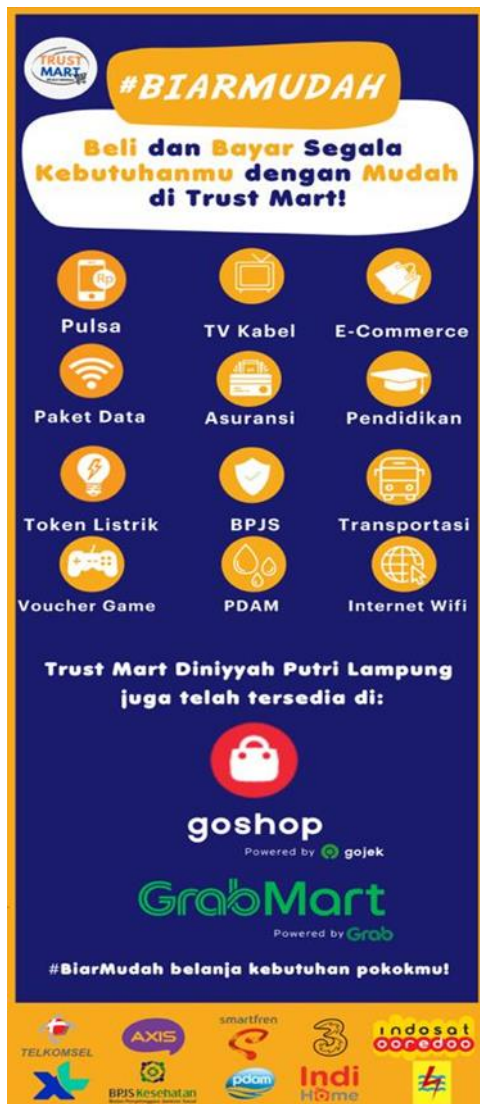 TRUST
MART
#BIARMUDAH
Beli dan Bayar Segala
Kebutuhanmu dengan Mudah
di Trust Mart!
Rp
Pulsa
TV Kabel
E-Commerce
Paket Data
Asuransi
Pendidikan
Token Listrik
BPJS
Transportasi
Voucher Game
PDAM
Internet Wifi
Trust Mart Diniyyah Putri Lampung
juga telah tersedia di:
goshop
Powered by gojek
GrabMart
Powered by Grab
#BiarMudah belanja kebutuhan pokokmu!
TELKOMSEL
AXIS
smartfren
3
indosat
ooredoo
XL
BPJS Kesehatan
pdam
Indi
Home